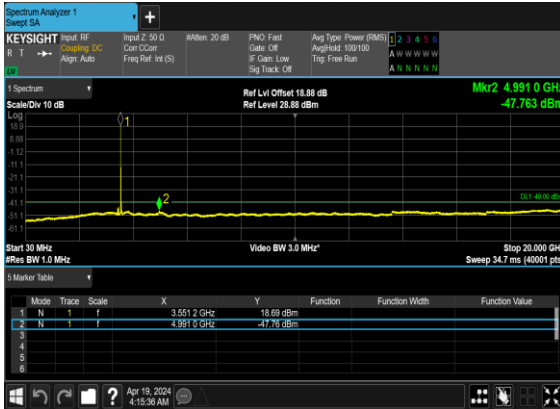 Spectrum Analyzer 1
Swept SA
+
KEYSIGHT Input: RF Input Z: 50 Ω #Atten: 20 dB PNO: Fast Avg Type: Power (RMS) 1 2 3 4 5 6
R T Coupling: DC Corr CCorr Gate: Off Avg|Hold: 100/100 A W W W W W
Align: Auto Freq Ref: Int (S) IF Gain: Low Trig: Free Run
Sig Track: Off A N N N N N
1 Spectrum
Scale/Div 10 dB
Ref Lvl Offset 18.88 dB
Ref Level 28.88 dBm
Mkr2 4.991 0 GHz
-47.763 dBm
Log
18.9
8.88
-1.12
-11.1
-21.1
-31.1
-41.1
-51.1
-61.1
1
2
DL1 -40.00 dBm
Start 30 MHz Video BW 3.0 MHz* Stop 20.000 GHz
#Res BW 1.0 MHz Sweep 34.7 ms (40001 pts)
5 Marker Table
Mode Trace Scale X Y Function Function Width Function Value
1 N 1 f 3.551 2 GHz 18.69 dBm
2 N 1 f 4.991 0 GHz -47.76 dBm
3
4
5
6
? Apr 19, 2024
4:15:36 AM